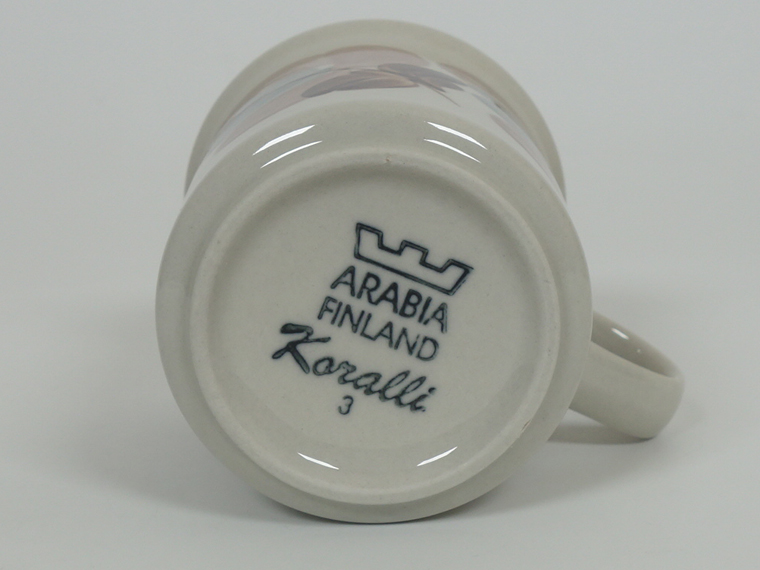 ARABIA
FINLAND
Koralli
3